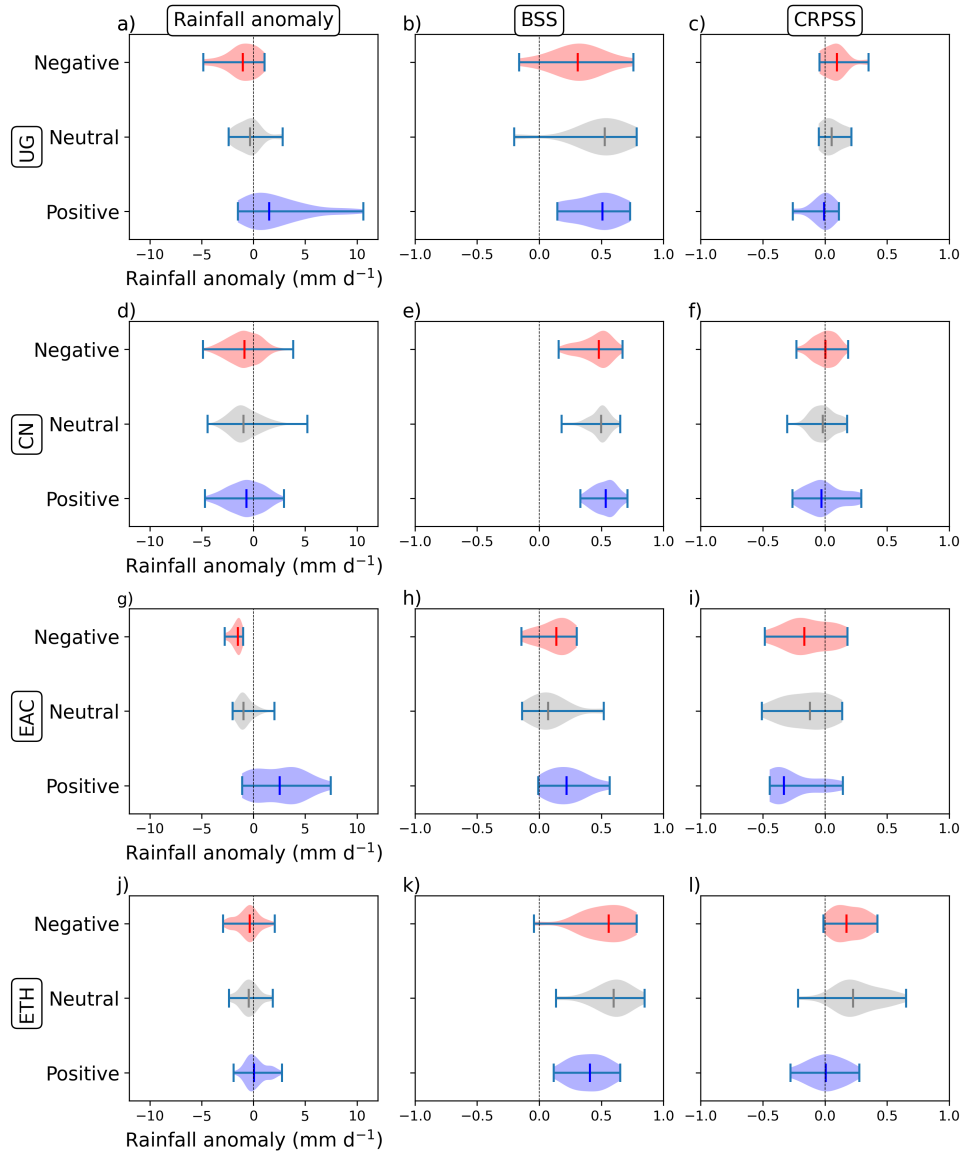 a) Rainfall anomaly b) BSS c) CRPSS
Negative
UG Neutral
Positive
−10 −5 0 5 10 −1.0 −0.5 0.0 0.5 1.0 −1.0 −0.5 0.0 0.5 1.0
Rainfall anomaly (mm d⁻¹)
d) e) f)
Negative
CN Neutral
Positive
−10 −5 0 5 10 −1.0 −0.5 0.0 0.5 1.0 −1.0 −0.5 0.0 0.5 1.0
Rainfall anomaly (mm d⁻¹)
g) h) i)
Negative
EAC Neutral
Positive
−10 −5 0 5 10 −1.0 −0.5 0.0 0.5 1.0 −1.0 −0.5 0.0 0.5 1.0
Rainfall anomaly (mm d⁻¹)
j) k) l)
Negative
ETH Neutral
Positive
−10 −5 0 5 10 −1.0 −0.5 0.0 0.5 1.0 −1.0 −0.5 0.0 0.5 1.0
Rainfall anomaly (mm d⁻¹)